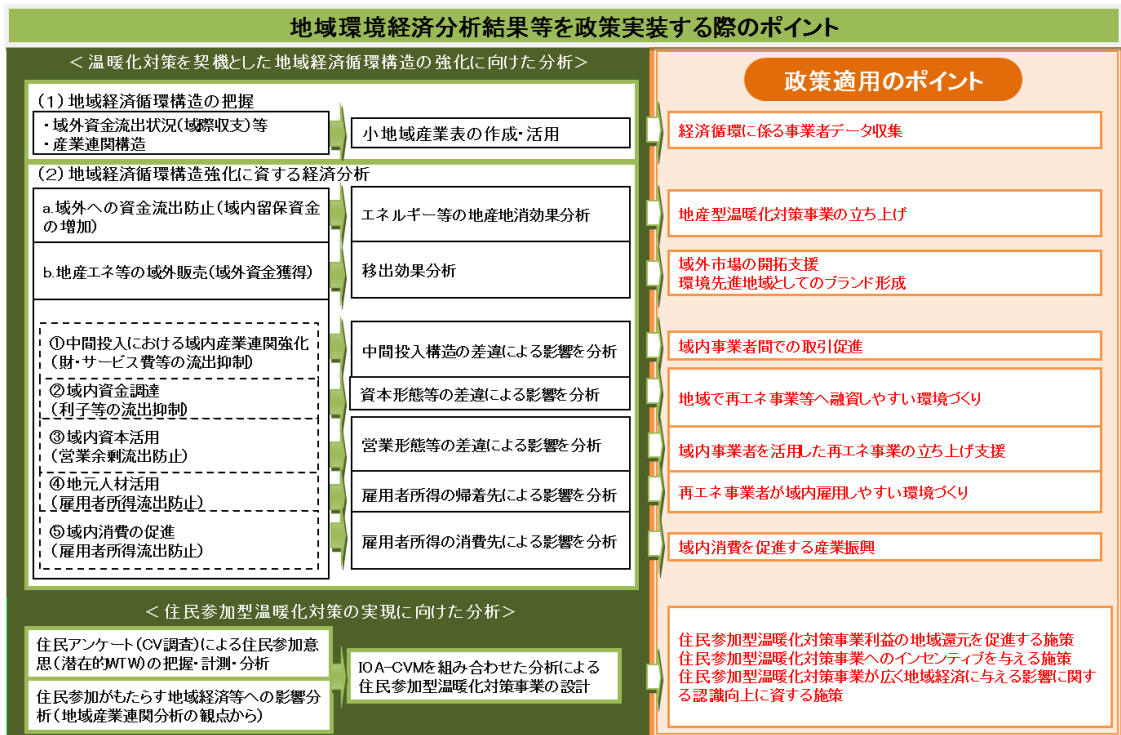 地域環境経済分析結果等を政策実装する際のポイント
＜温暖化対策を契機とした地域経済循環構造の強化に向けた分析＞
政策適用のポイント
(1)地域経済循環構造の把握
・域外資金流出状況(域際収支)等
・産業連関構造
小地域産業表の作成・活用
経済循環に係る事業者データ収集
(2)地域経済循環構造強化に資する経済分析
a.域外への資金流出防止(域内留保資金
の増加)
エネルギー等の地産地消効果分析
地産型温暖化対策事業の立ち上げ
b.地産エネ等の域外販売(域外資金獲得)
移出効果分析
域外市場の開拓支援
環境先進地域としてのブランド形成
①中間投入における域内産業連関強化
(財・サービス費等の流出抑制)
中間投入構造の差違による影響を分析
域内事業者間での取引促進
②域内資金調達
(利子等の流出抑制)
資本形態等の差違による影響を分析
地域で再エネ事業等へ融資しやすい環境づくり
③域内資本活用
(営業余剰流出防止)
営業形態等の差違による影響を分析
域内事業者を活用した再エネ事業の立ち上げ支援
④地元人材活用
(雇用者所得流出防止)
雇用者所得の帰着先による影響を分析
再エネ事業者が域内雇用しやすい環境づくり
⑤域内消費の促進
(雇用者所得流出防止)
雇用者所得の消費先による影響を分析
域内消費を促進する産業振興
＜住民参加型温暖化対策の実現に向けた分析＞
住民アンケート(CV調査)による住民参加意
思(潜在的MTW)の把握・計測・分析
住民参加がもたらす地域経済等への影響分
析(地域産業連関分析の観点から)
IOA-CVMを組み合わせた分析による
住民参加型温暖化対策事業の設計
住民参加型温暖化対策事業利益の地域還元を促進する施策
住民参加型温暖化対策事業へのインセンティブを与える施策
住民参加型温暖化対策事業が広く地域経済に与える影響に関す
る認識向上に資する施策